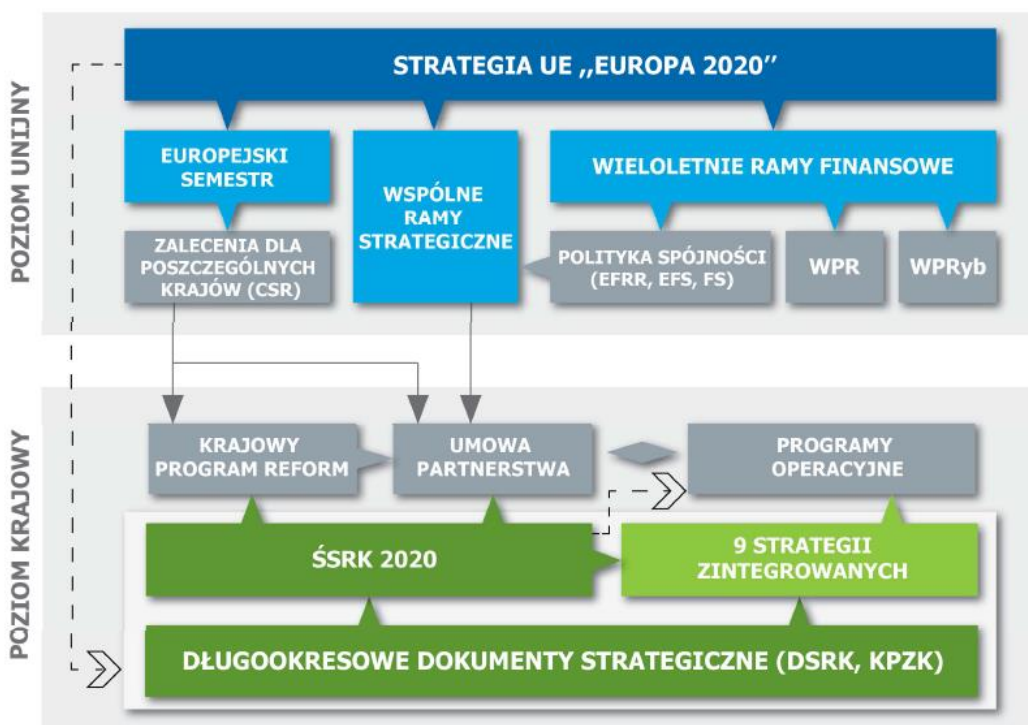 POZIOM UNIJNY
STRATEGIA UE „EUROPA 2020”
EUROPEJSKI
SEMESTR
WSPÓLNE
RAMY
STRATEGICZNE
WIELOLETNIE RAMY FINANSOWE
ZALECENIA DLA
POSZCZEGÓLNYCH
KRAJÓW (CSR)
POLITYKA SPÓJNOŚCI
(EFRR, EFS, FS)
WPR
WPRyb
POZIOM KRAJOWY
KRAJOWY
PROGRAM REFORM
UMOWA
PARTNERSTWA
PROGRAMY
OPERACYJNE
ŚSRK 2020
9 STRATEGII
ZINTEGROWANYCH
DŁUGOOKRESOWE DOKUMENTY STRATEGICZNE (DSRK, KPZK)